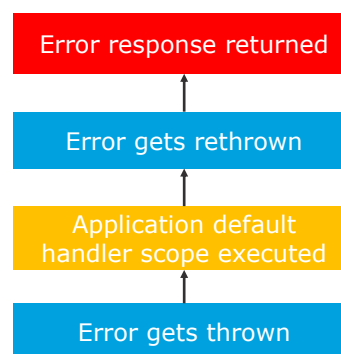 Error response returned
Error gets rethrown
Application default
handler scope executed
Error gets thrown